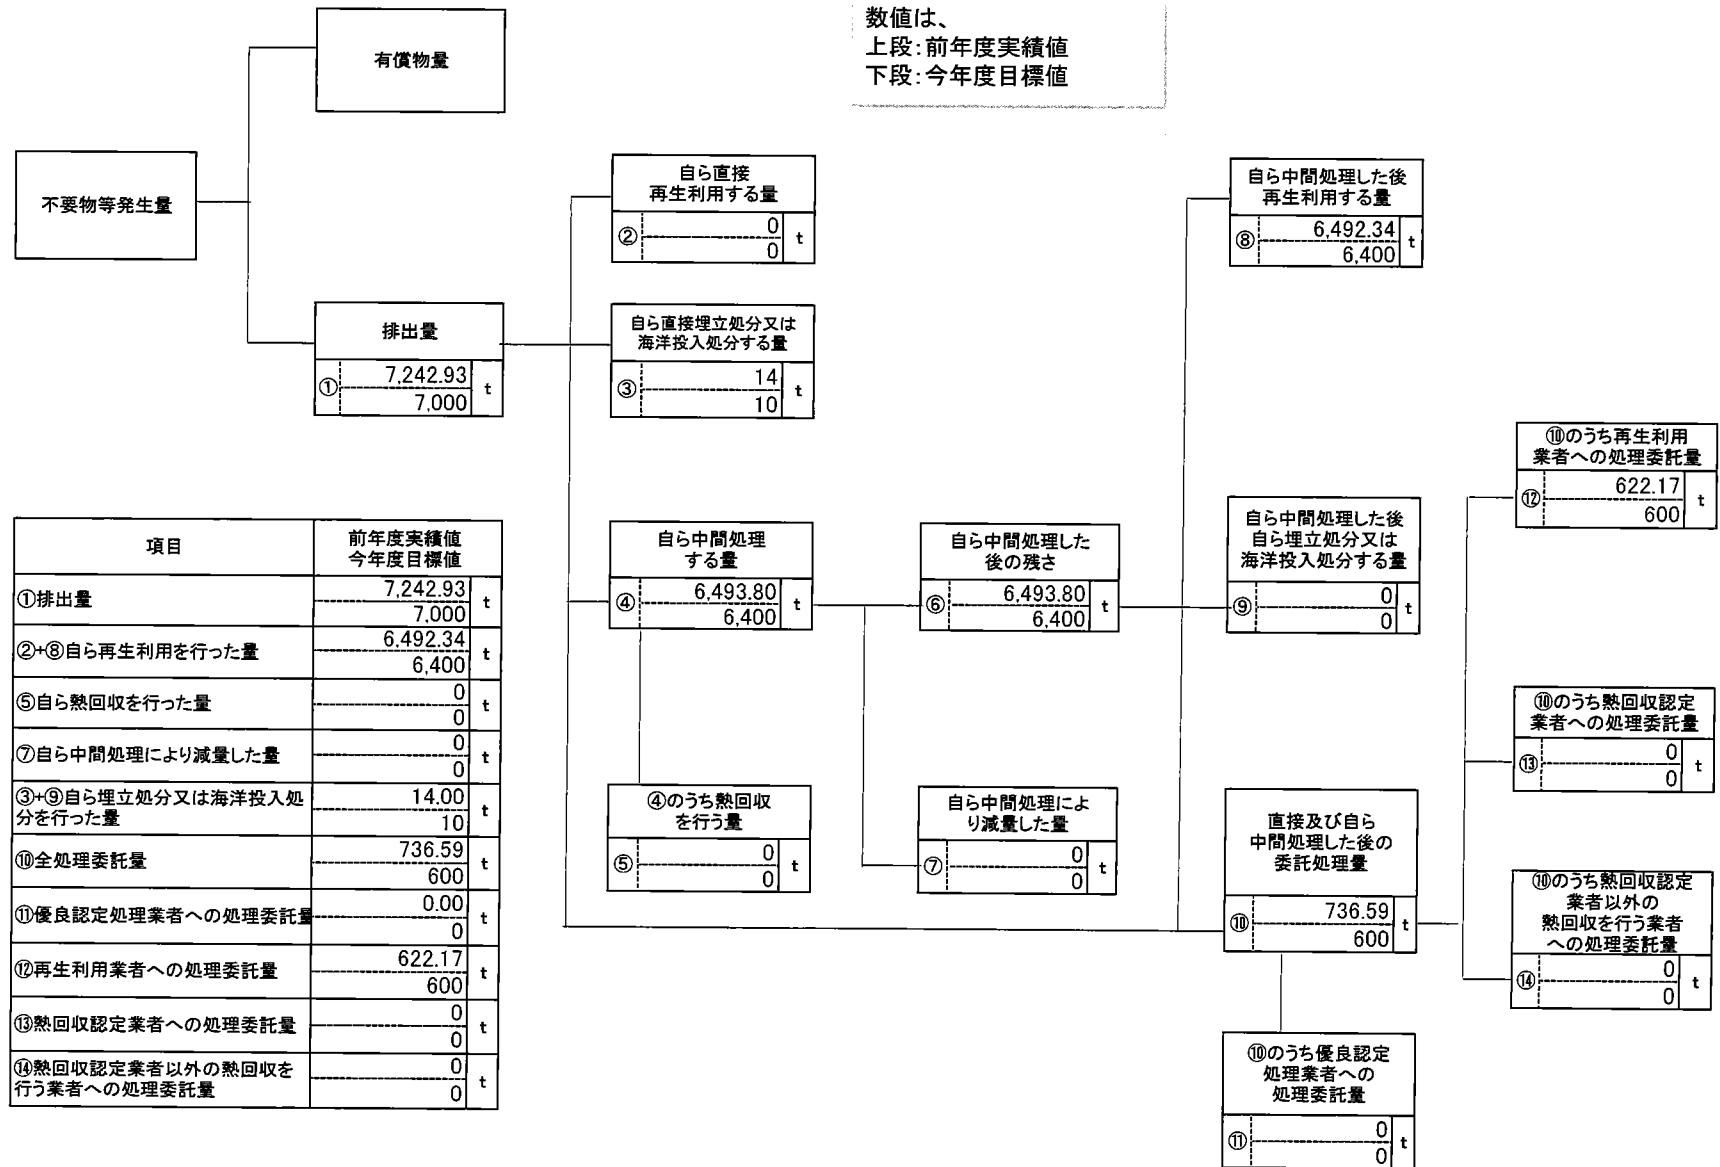 数値は、
上段：前年度実績値
下段：今年度目標値
有償物量
不要物等発生量
排出量
① 7,242.93 t
7,000
自ら直接
再生利用する量
② 0 t
0
自ら直接埋立処分又は
海洋投入処分する量
③ 14 t
10
自ら中間処理
する量
④ 6,493.80 t
6,400
④のうち熱回収
を行う量
⑤ 0 t
0
自ら中間処理した
後の残さ
⑥ 6,493.80 t
6,400
自ら中間処理によ
り減量した量
⑦ 0 t
0
自ら中間処理した後
再生利用する量
⑧ 6,492.34 t
6,400
自ら中間処理した後
自ら埋立処分又は
海洋投入処分する量
⑨ 0 t
0
直接及び自ら
中間処理した後の
委託処理量
⑩ 736.59 t
600
⑩のうち優良認定
処理業者への
処理委託量
⑪ 0 t
0
⑩のうち再生利用
業者への処理委託量
⑫ 622.17 t
600
⑩のうち熱回収認定
業者への処理委託量
⑬ 0 t
0
⑩のうち熱回収認定
業者以外の
熱回収を行う業者
への処理委託量
⑭ 0 t
0
項目 前年度実績値
今年度目標値
①排出量 7,242.93 t
7,000
②+⑧自ら再生利用を行った量 6,492.34 t
6,400
⑤自ら熱回収を行った量 0 t
0
⑦自ら中間処理により減量した量 0 t
0
③+⑨自ら埋立処分又は海洋投入処
分を行った量 14.00 t
10
⑩全処理委託量 736.59 t
600
⑪優良認定処理業者への処理委託量 0.00 t
0
⑫再生利用業者への処理委託量 622.17 t
600
⑬熱回収認定業者への処理委託量 0 t
0
⑭熱回収認定業者以外の熱回収を
行う業者への処理委託量 0 t
0